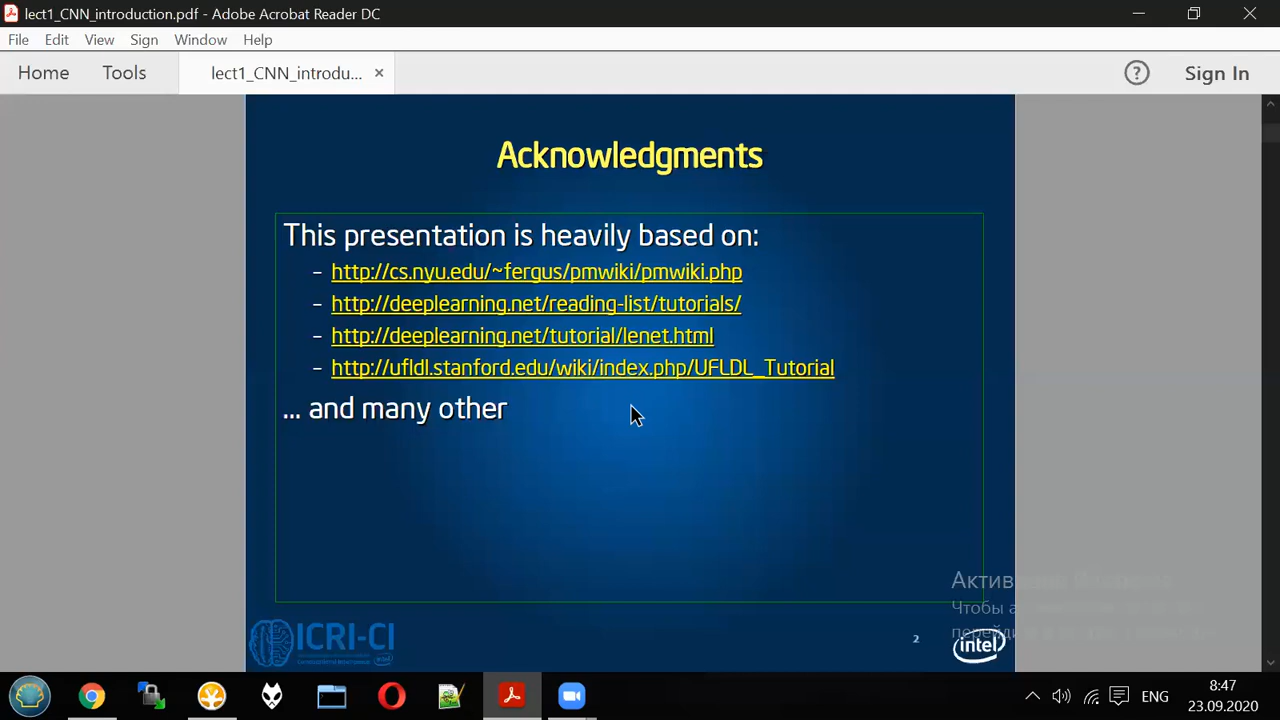 lect1_CNN_introduction.pdf - Adobe Acrobat Reader DC
File Edit View Sign Window Help
Home Tools lect1_CNN_introdu... × ? Sign In
Acknowledgments
This presentation is heavily based on:
– http://cs.nyu.edu/~fergus/pmwiki/pmwiki.php
– http://deeplearning.net/reading-list/tutorials/
– http://deeplearning.net/tutorial/lenet.html
– http://ufldl.stanford.edu/wiki/index.php/UFLDL_Tutorial
... and many other
Чтобы
ICRI-CI
2
intel
ENG
8:47
23.09.2020